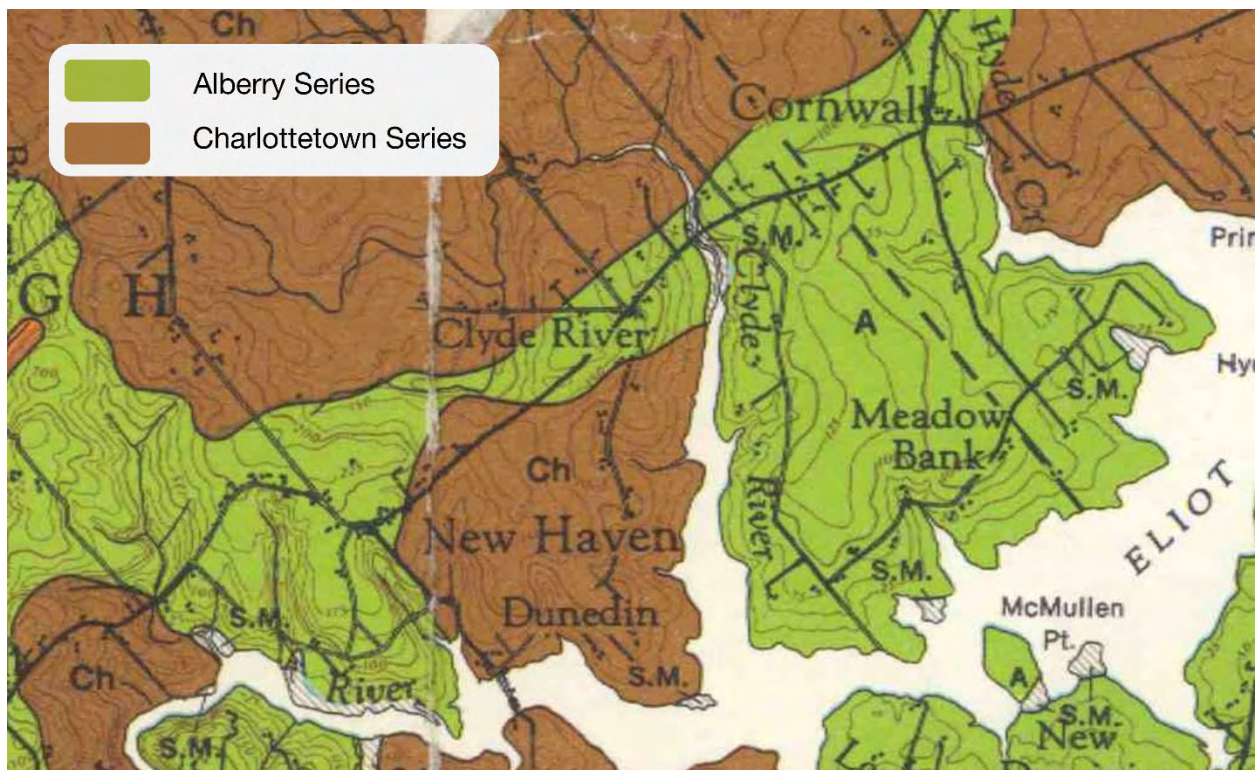 Ch
Alberry Series
Charlottetown Series
Hyde
Cr
Cornwall
Prin
S.M.
G H
Clyde
River
Clyde River
A
Hyd
S.M.
Meadow
Bank
Ch
New Haven
ELIOT
S.M.
McMullen
Pt.
S.M.
Dunedin
Ch
River
S.M.
A
S.M.
S.M.
New